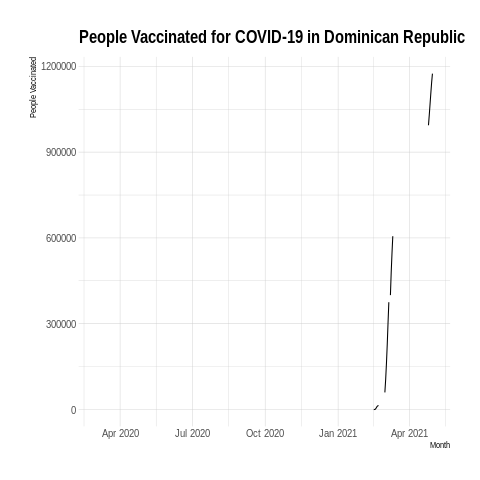 People Vaccinated for COVID-19 in Dominican Republic
People Vaccinated
1200000
900000
600000
300000
0
Apr 2020 Jul 2020 Oct 2020 Jan 2021 Apr 2021
Month